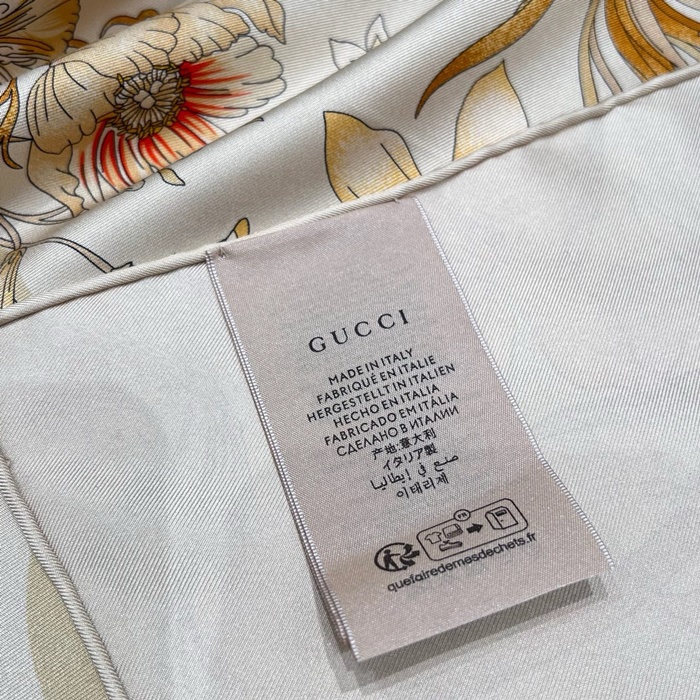 GUCCI
MADE IN ITALY
FABRIQUÉ EN ITALIE
HERGESTELLT IN ITALIEN
HECHO EN ITALIA
FABRICADO EM ITÁLIA
СДЕЛАНО В ИТАЛИИ
产地:意大利
イタリア製
صنع في إيطاليا
이태리제
FR
quefairedemesdechets.fr